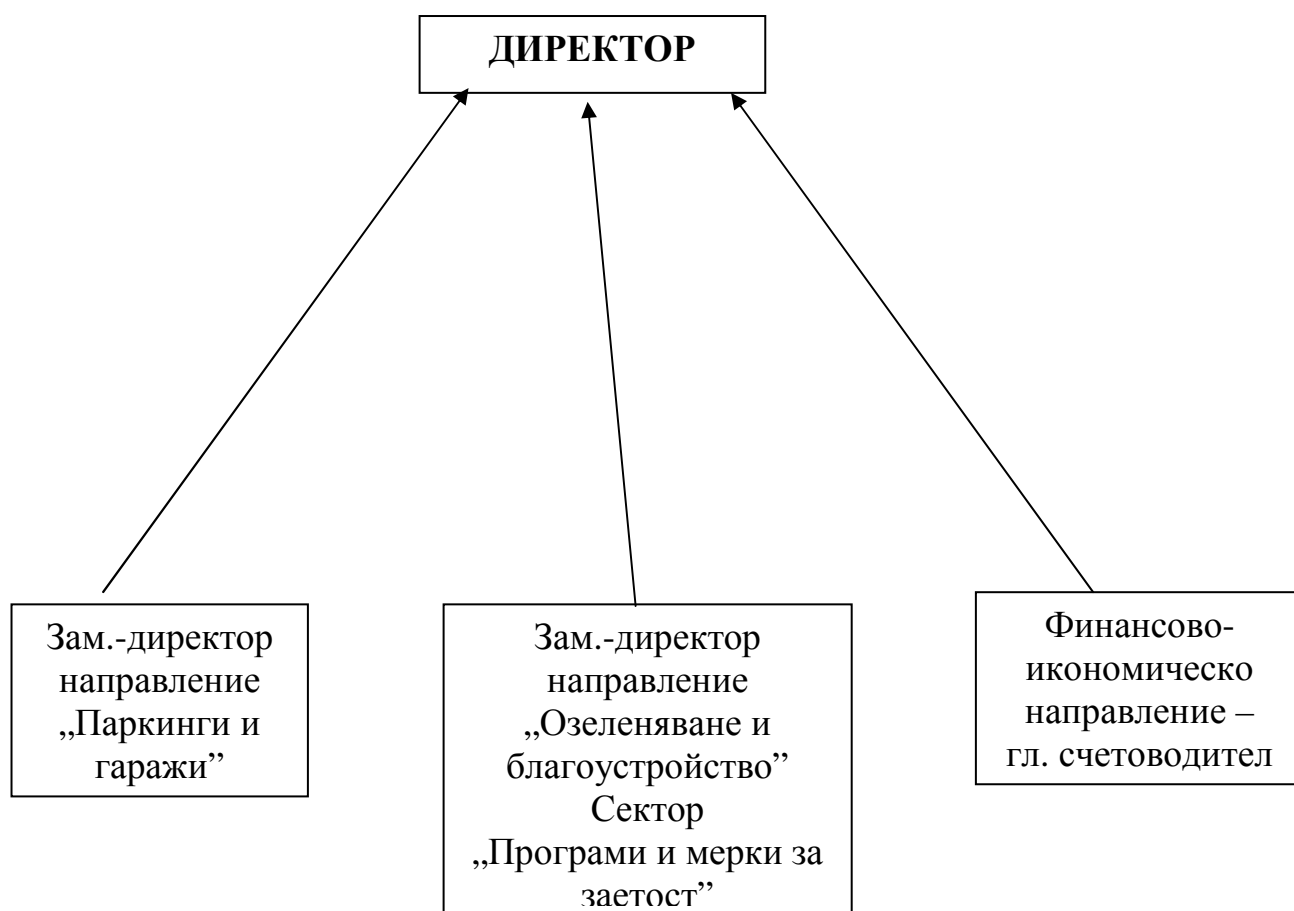 ДИРЕКТОР
Зам.-директор
направление
„Паркинги и
гаражи”
Зам.-директор
направление
„Озеленяване и
благоустройство”
Сектор
„Програми и мерки за
заетост”
Финансово-
икономическо
направление –
гл. счетоводител